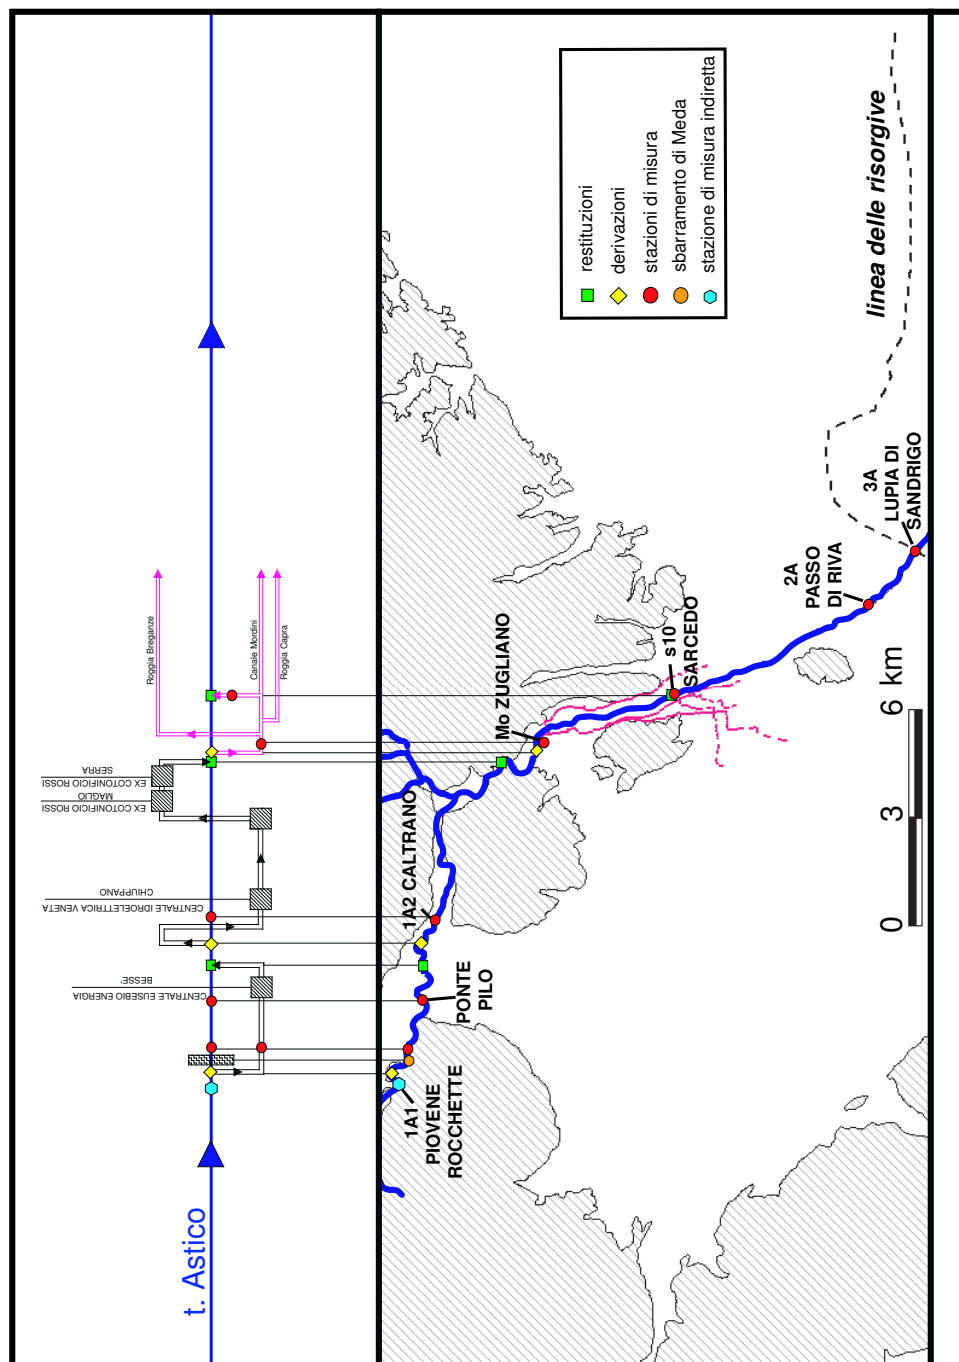 t. Astico
CENTRALE EUSEBIO ENERGIA
BESSE'
CENTRALE IDROELETTRICA VENETA
CHIUPPANO
EX COTONIFICIO ROSSI
MAGLIO
EX COTONIFICIO ROSSI
SERRA
Roggia Breganze
Canale Mordini
Roggia Capra
restituzioni
derivazioni
stazioni di misura
sbarramento di Meda
stazione di misura indiretta
linea delle risorgive
1A1
PIOVENE
ROCCHETTE
PONTE
PILO
1A2 CALTRANO
Mo ZUGLIANO
s10
SARCEDO
2A
PASSO
DI RIVA
3A
LUPIA DI
SANDRIGO
0 3 6 km